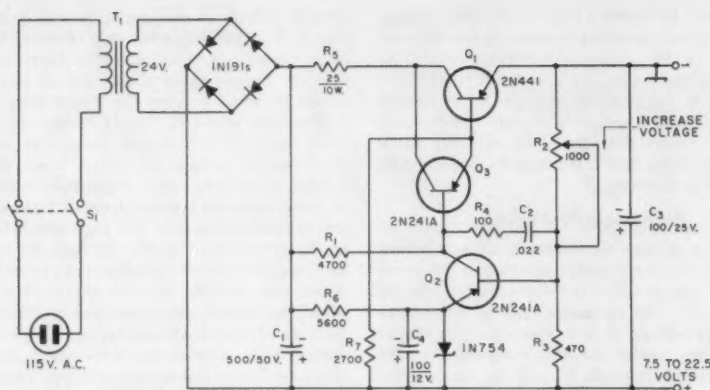 T₁
24V.
1N191s
R₅
25
10W.
Q₁
2N441
−
INCREASE
VOLTAGE
R₂
1000
Q₃
2N241A
R₄
100
C₂
.022
C₃
100/25V.
S₁
R₁
4700
Q₂
2N241A
R₆
5600
C₁
500/50V.
R₇
2700
C₄
100
12V.
1N754
R₃
115V. A.C.
7.5 TO 22.5
VOLTS
+